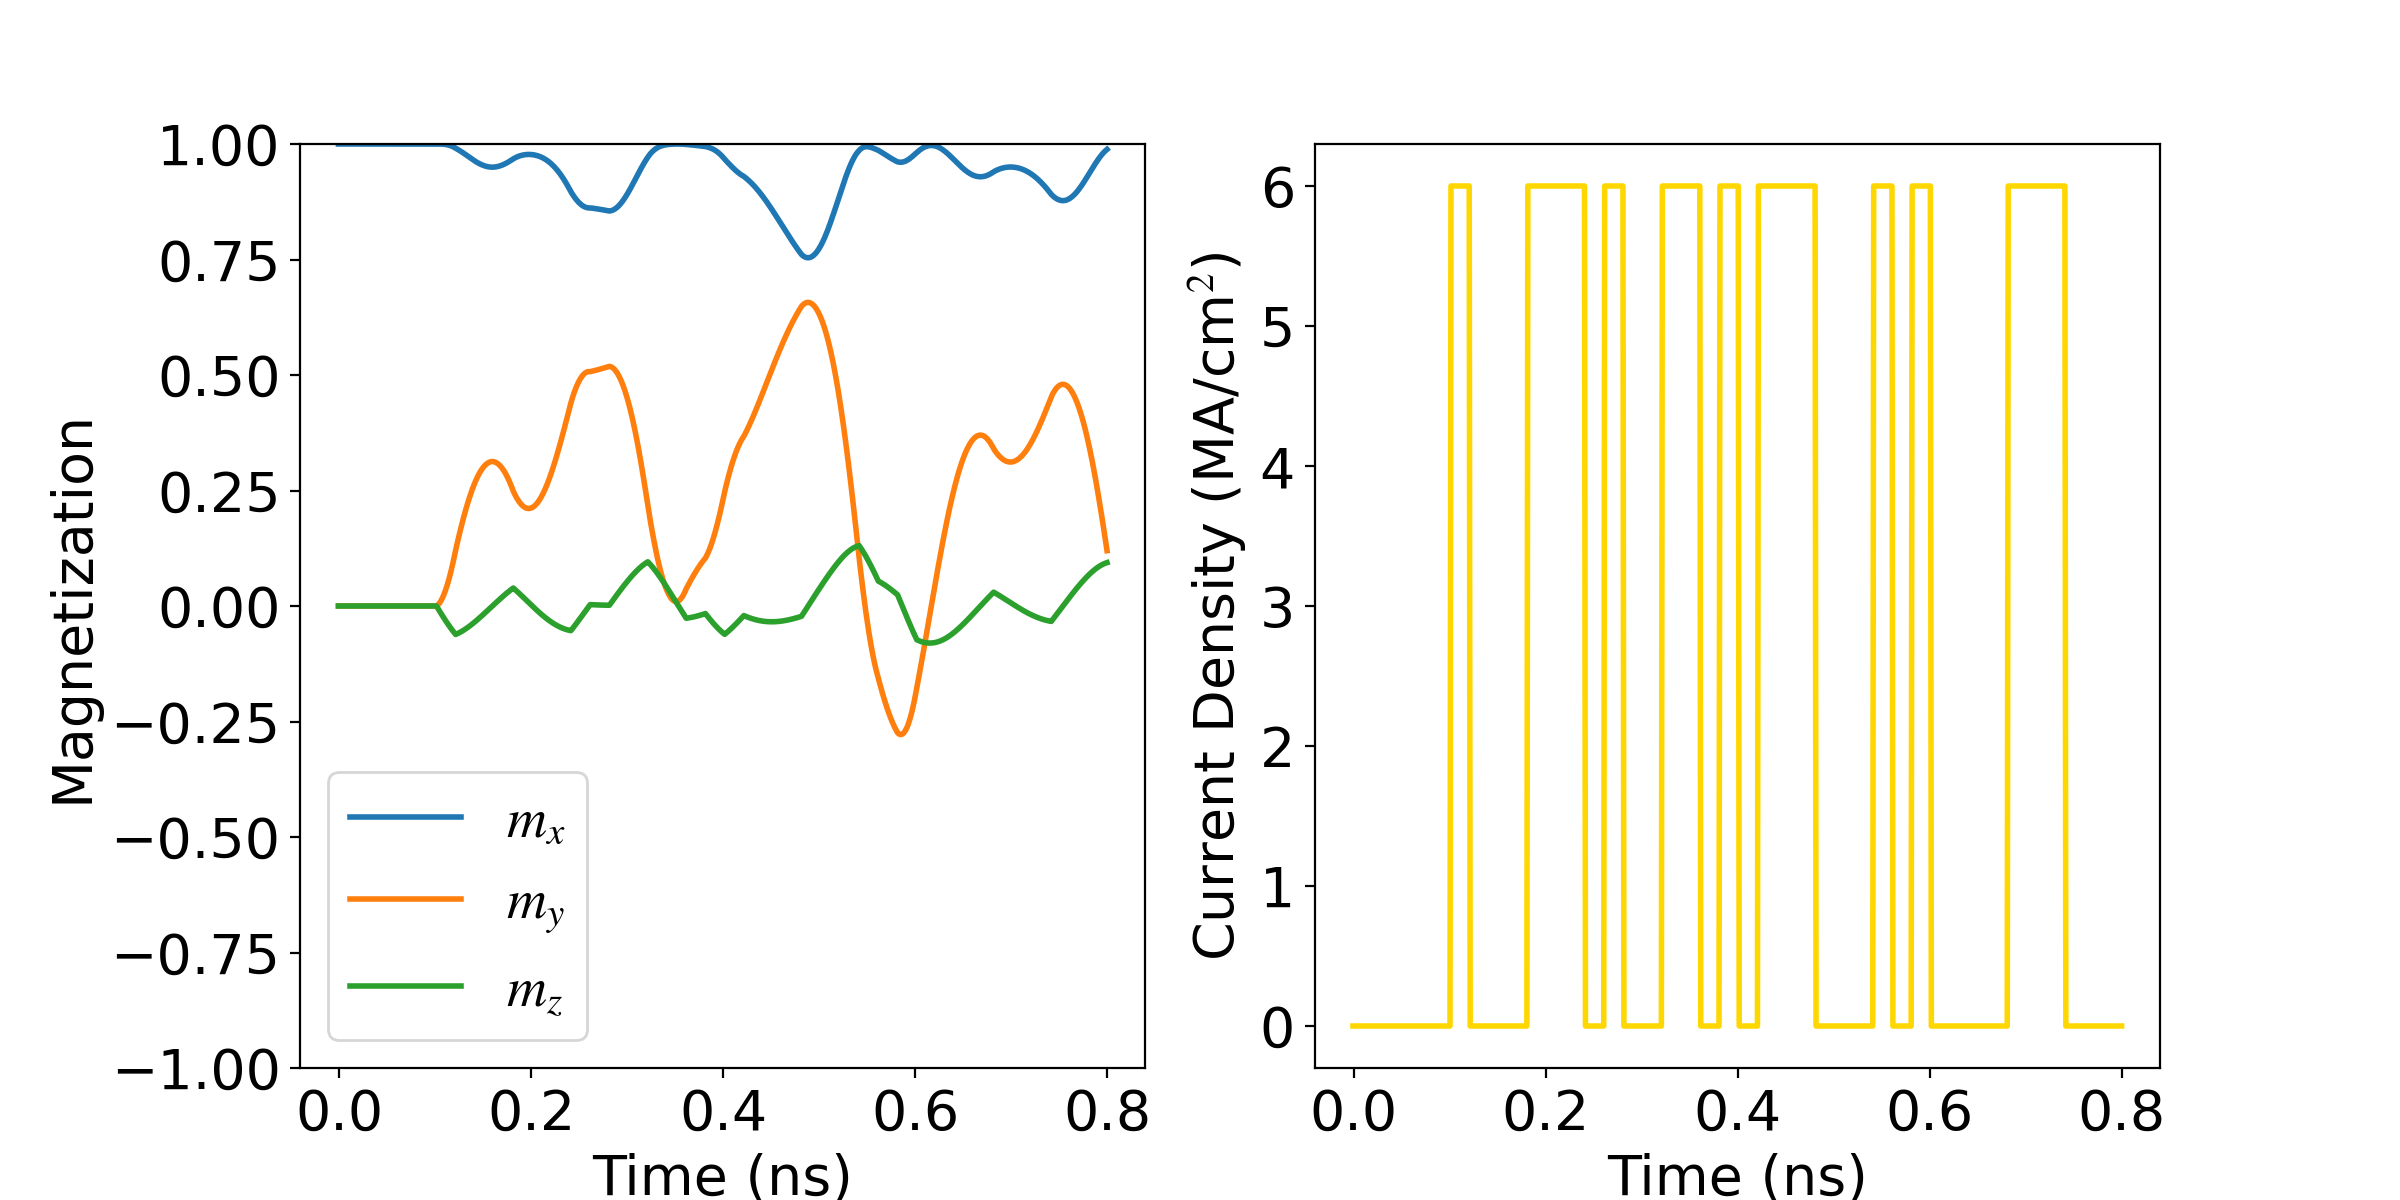 Magnetization
1.00
0.75
0.50
0.25
0.00
−0.25
−0.50
−0.75
−1.00
m_x
m_y
m_z
0.0 0.2 0.4 0.6 0.8
Time (ns)
Current Density (MA/cm²)
6
5
4
3
2
1
0
0.0 0.2 0.4 0.6 0.8
Time (ns)